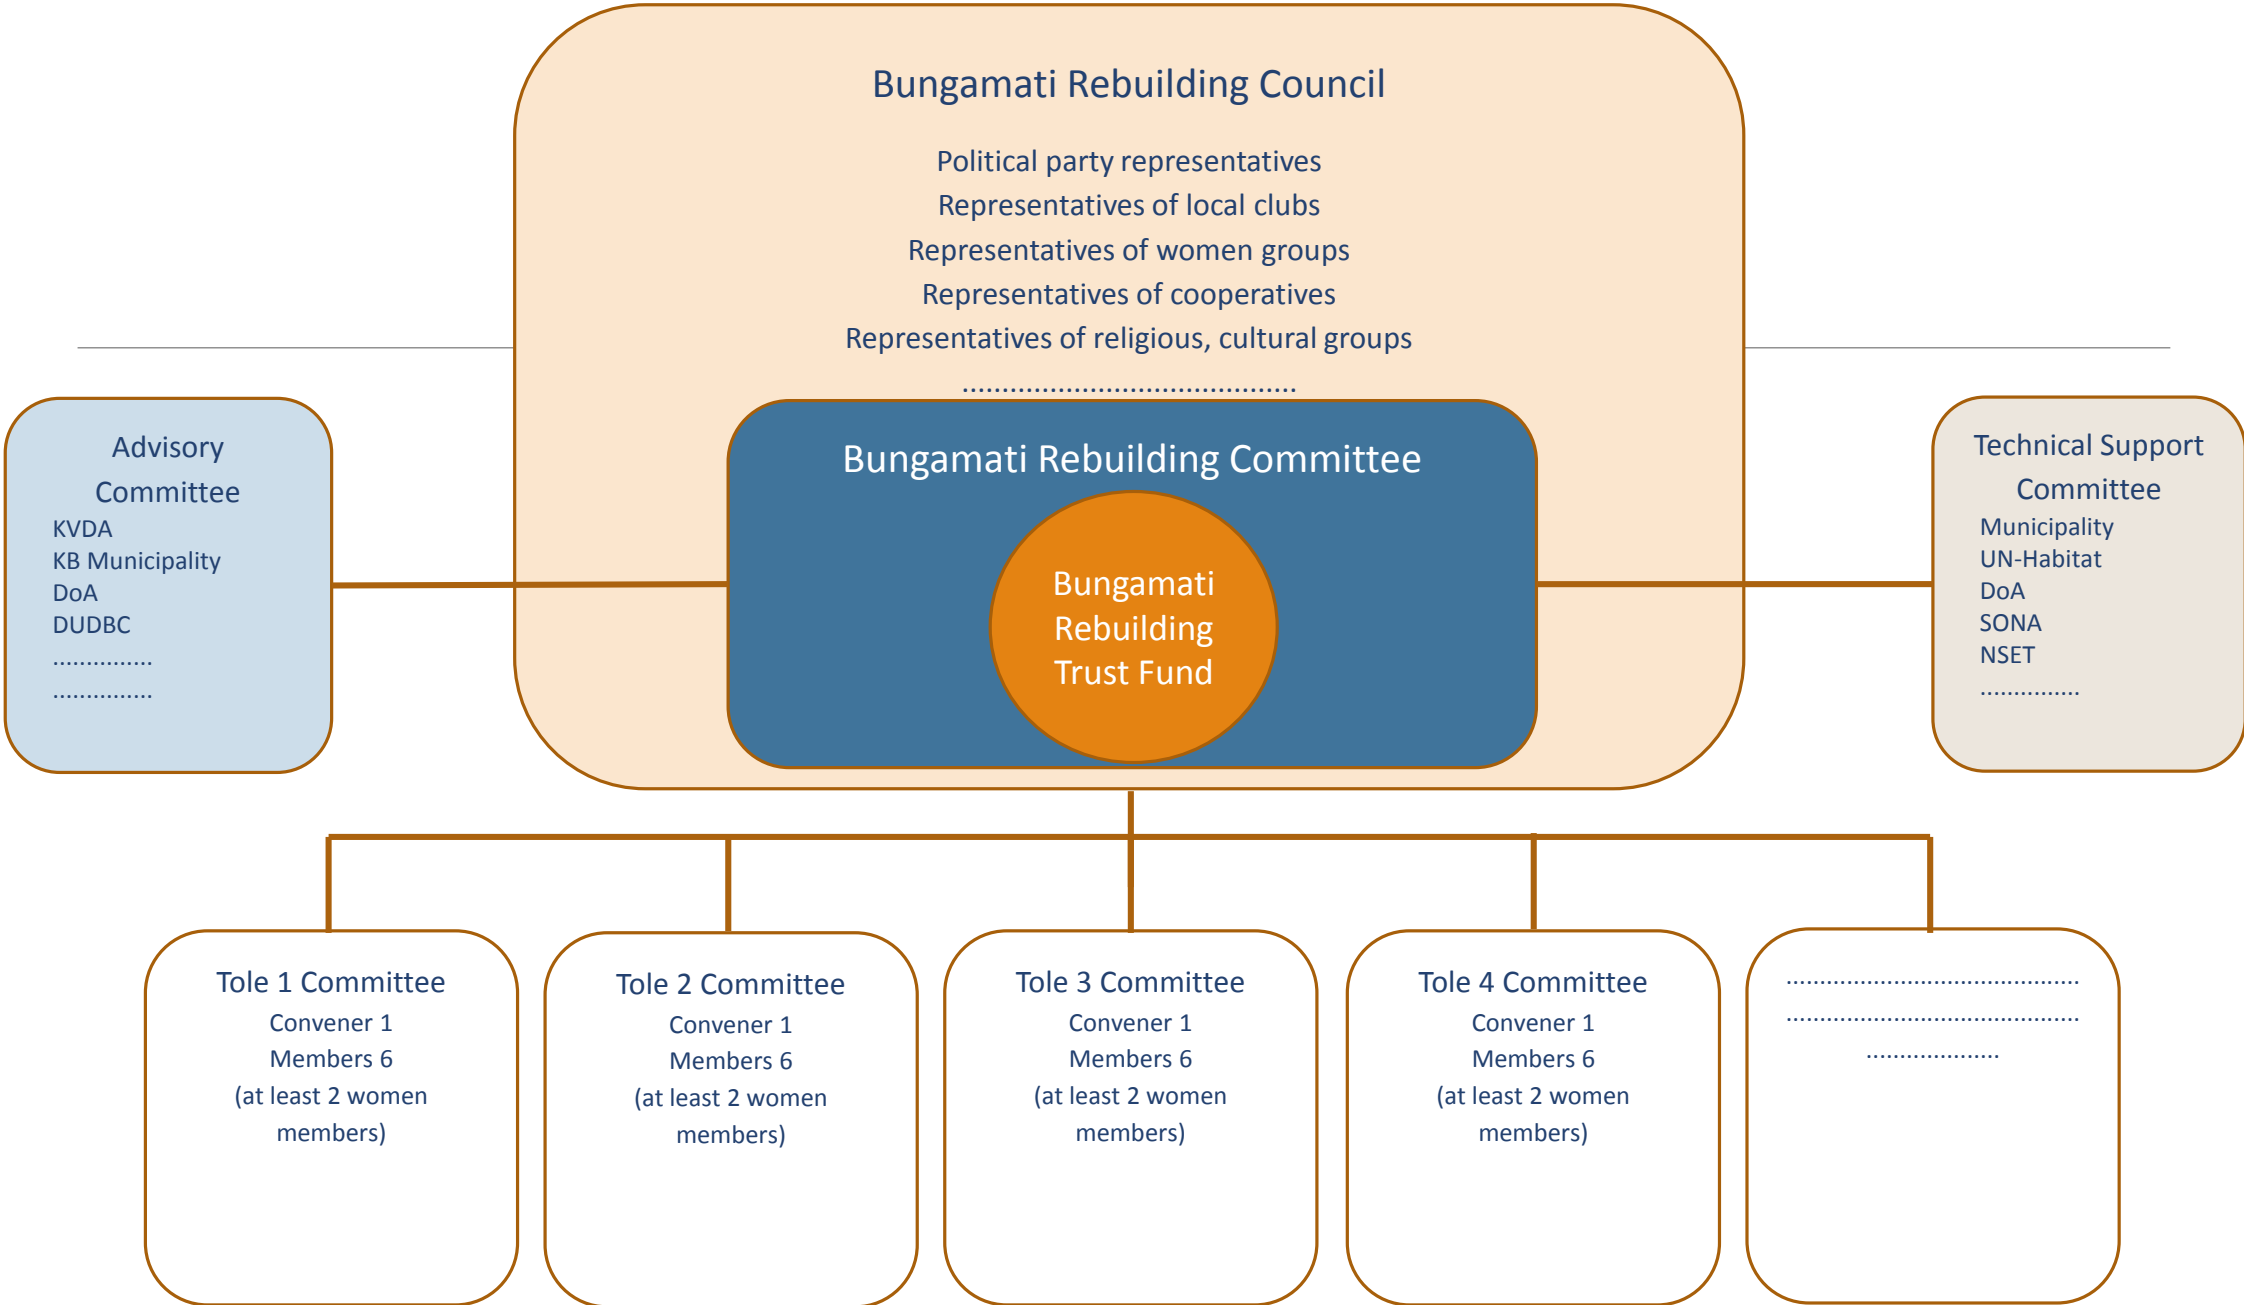 Bungamati Rebuilding Council
Political party representatives
Representatives of local clubs
Representatives of women groups
Representatives of cooperatives
Representatives of religious, cultural groups
..........................................
Advisory
Committee
KVDA
KB Municipality
DoA
DUDBC
...............
...............
Bungamati Rebuilding Committee
Bungamati
Rebuilding
Trust Fund
Technical Support
Committee
Municipality
UN-Habitat
DoA
SONA
NSET
...............
Tole 1 Committee
Convener 1
Members 6
(at least 2 women
members)
Tole 2 Committee
Convener 1
Members 6
(at least 2 women
members)
Tole 3 Committee
Convener 1
Members 6
(at least 2 women
members)
Tole 4 Committee
Convener 1
Members 6
(at least 2 women
members)
............................................
............................................
....................